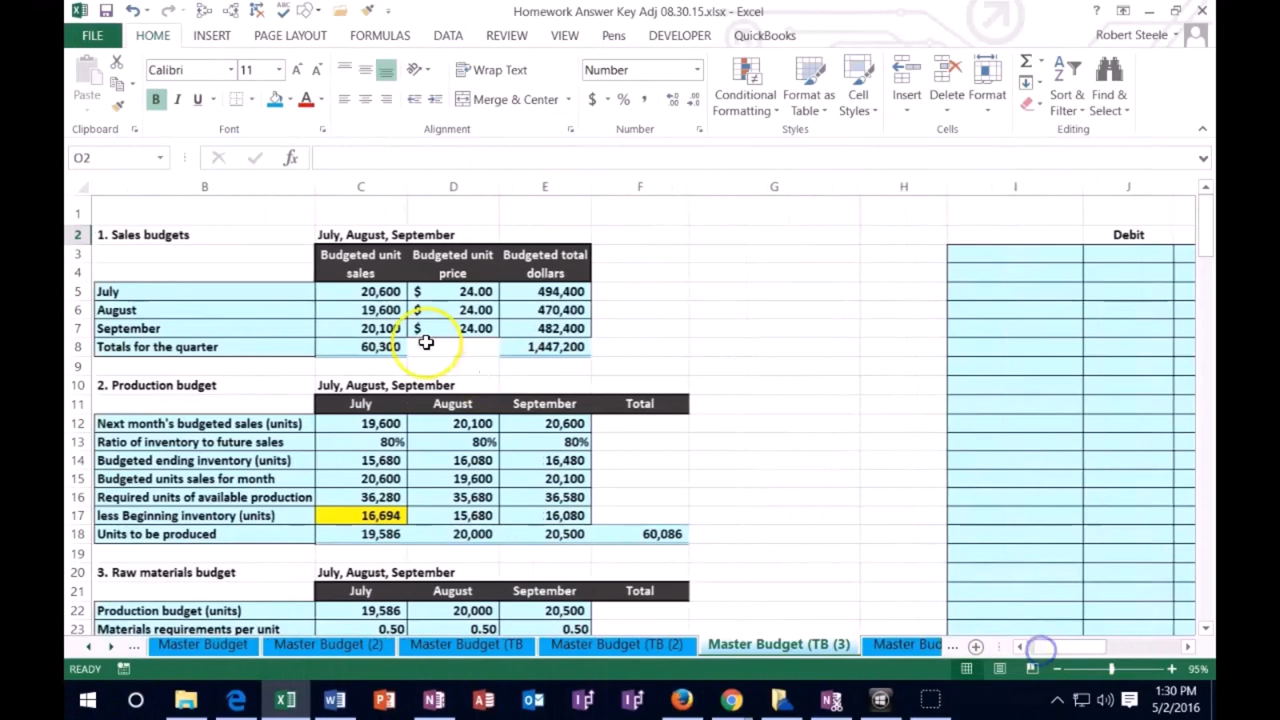 Homework Answer Key Adj 08.30.15.xlsx - Excel
FILE HOME INSERT PAGE LAYOUT FORMULAS DATA REVIEW VIEW Pens DEVELOPER QuickBooks Robert Steele
Paste Calibri 11 Wrap Text Number Conditional Formatting Format as Table Cell Styles Insert Delete Format Sort & Filter Find & Select
B I U A Merge & Center $ % ,
Clipboard Font Alignment Number Styles Cells Editing
O2 fx
B C D E F G H I J
1
2 1. Sales budgets July, August, September Debit
3 Budgeted unit Budgeted unit Budgeted total
4 sales price dollars
5 July 20,600 $ 24.00 494,400
6 August 19,600 $ 24.00 470,400
7 September 20,100 $ 24.00 482,400
8 Totals for the quarter 60,300 1,447,200
9
10 2. Production budget July, August, September
11 July August September Total
12 Next month's budgeted sales (units) 19,600 20,100 20,600
13 Ratio of inventory to future sales 80% 80% 80%
14 Budgeted ending inventory (units) 15,680 16,080 16,480
15 Budgeted units sales for month 20,600 19,600 20,100
16 Required units of available production 36,280 35,680 36,580
17 less Beginning inventory (units) 16,694 15,680 16,080
18 Units to be produced 19,586 20,000 20,500 60,086
19
20 3. Raw materials budget July, August, September
21 July August September Total
22 Production budget (units) 19,586 20,000 20,500
23 Materials requirements per unit 0.50 0.50 0.50
... Master Budget Master Budget (2) Master Budget (TB Master Budget (TB (2) Master Budget (TB (3) Master Bud ...
READY 95%
1:30 PM
5/2/2016